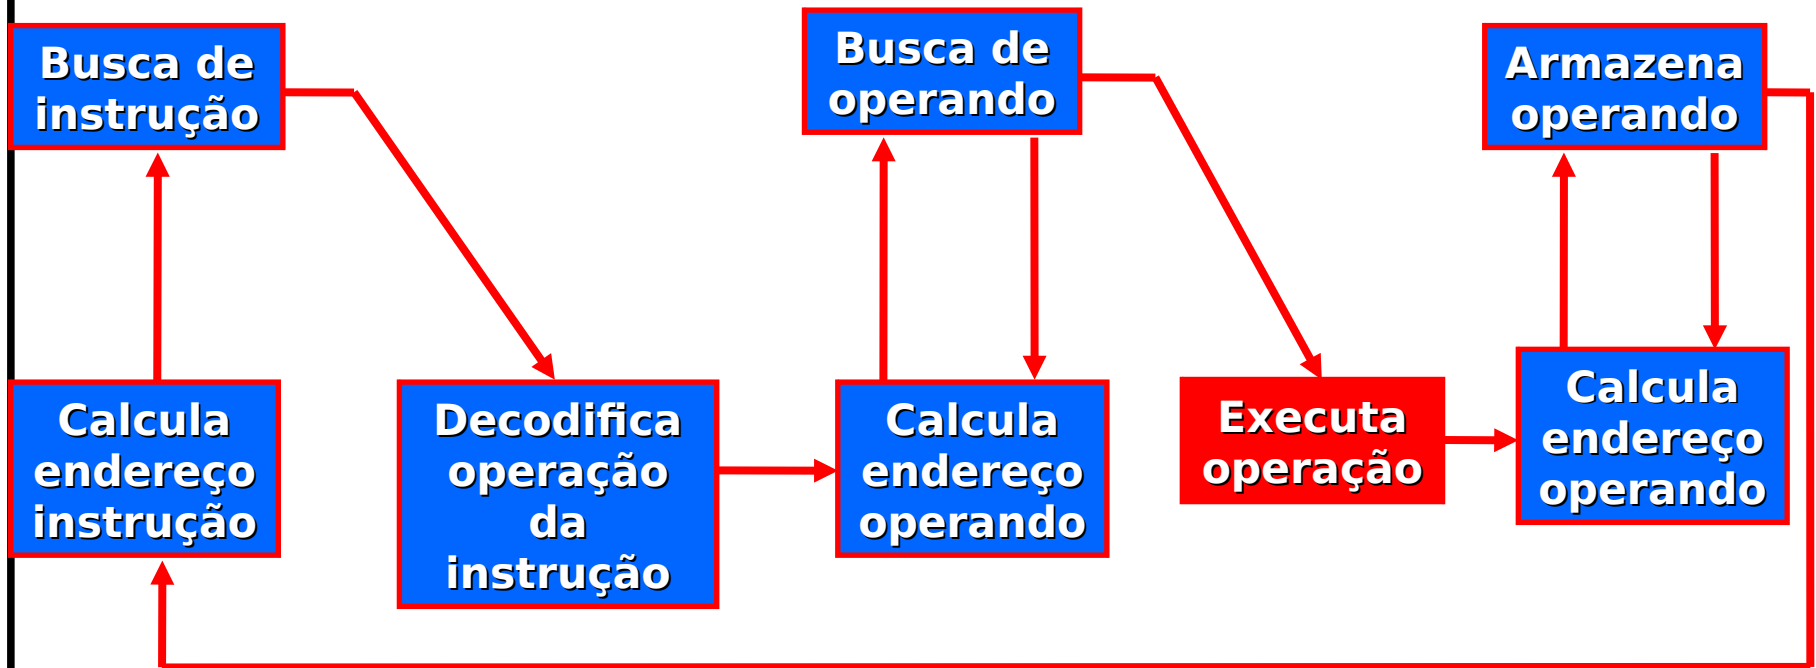 Busca de
instrução
Busca de
operando
Armazena
operando
Calcula
endereço
instrução
Decodifica
operação
da
instrução
Calcula
endereço
operando
Executa
operação
Calcula
endereço
operando